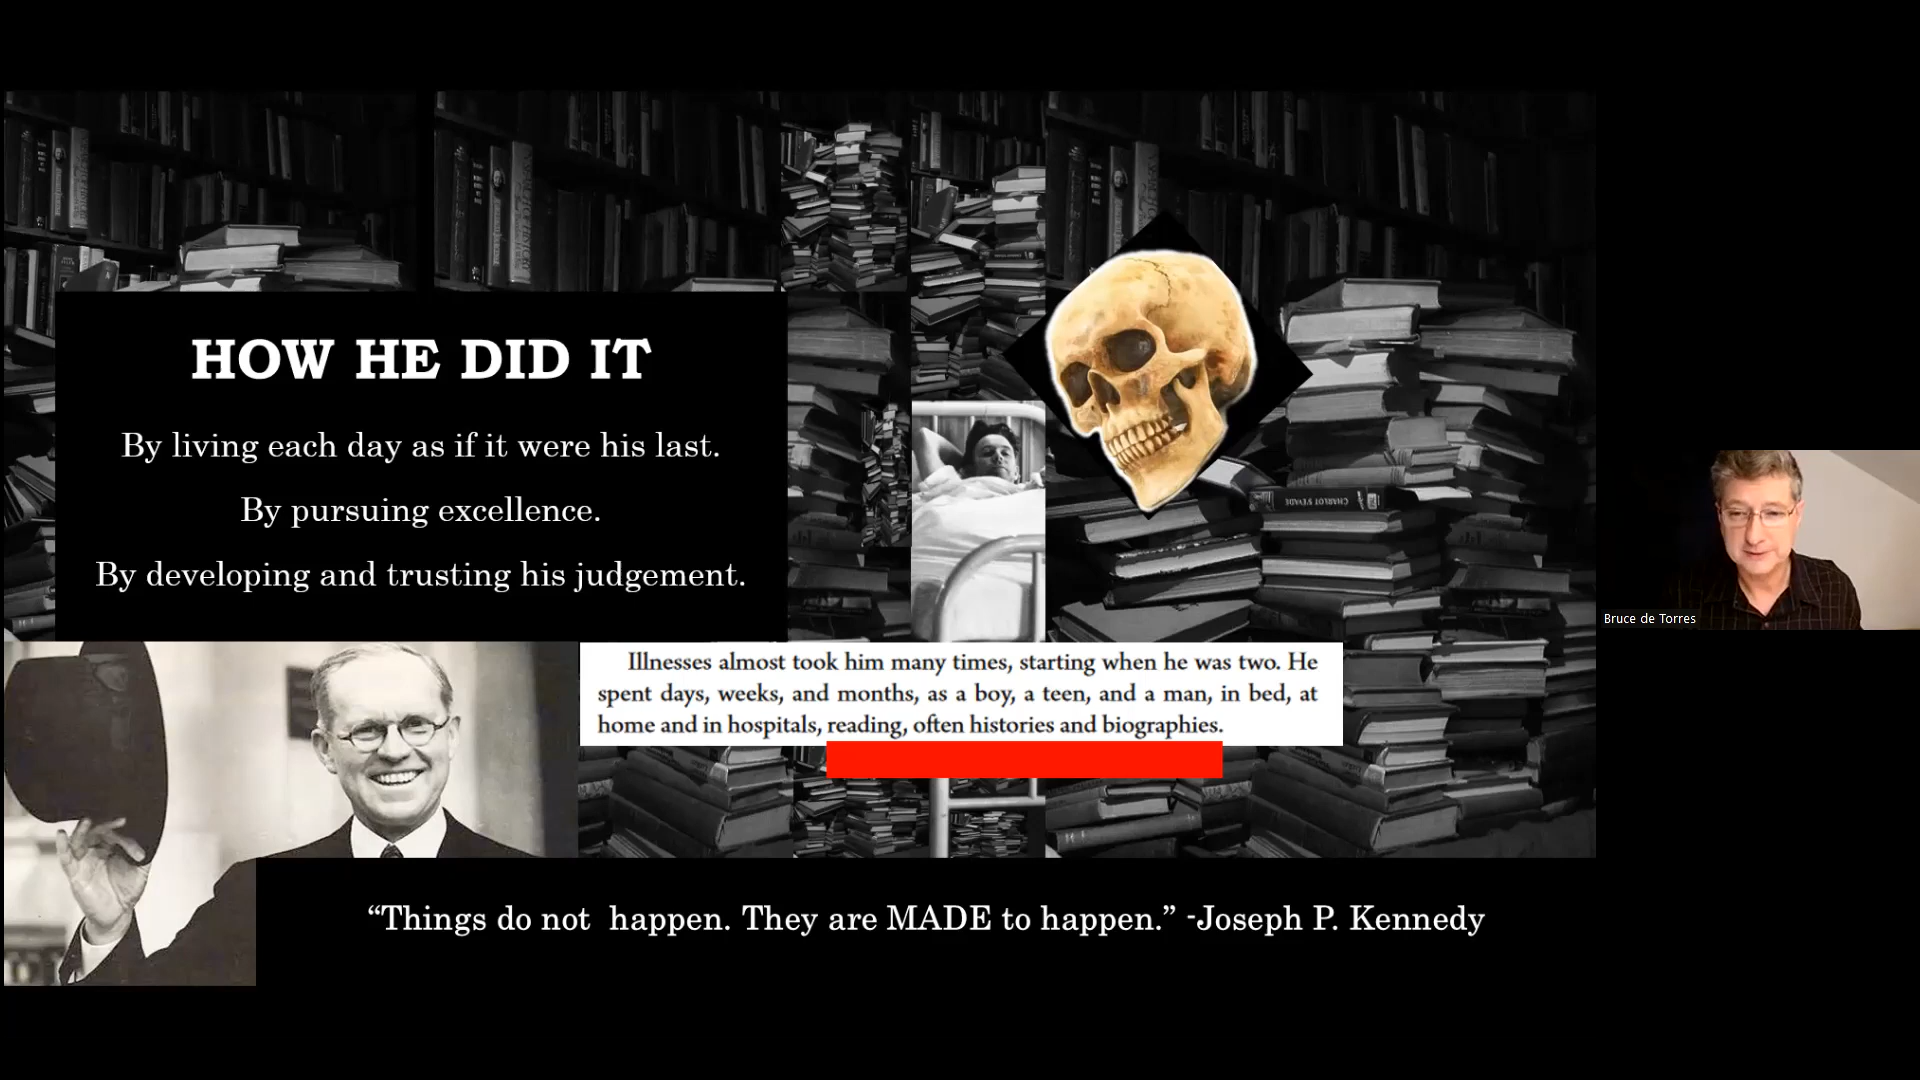 HOW HE DID IT
By living each day as if it were his last.
By pursuing excellence.
By developing and trusting his judgement.
Illnesses almost took him many times, starting when he was two. He
spent days, weeks, and months, as a boy, a teen, and a man, in bed, at
home and in hospitals, reading, often histories and biographies.
“Things do not  happen. They are MADE to happen.” -Joseph P. Kennedy
Bruce de Torres